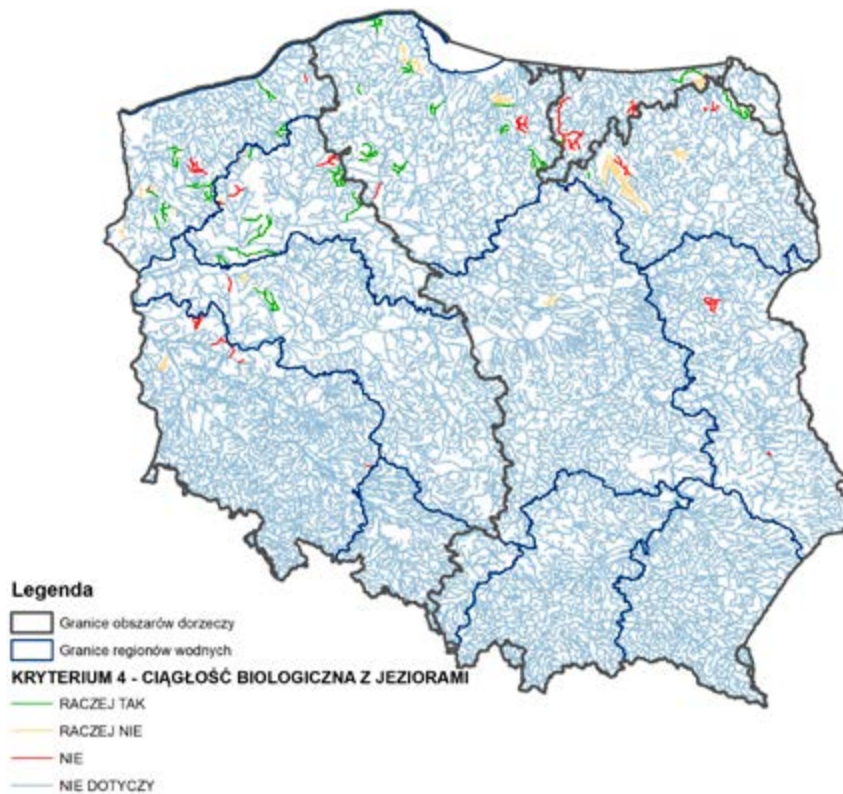 Legenda
Granice obszarów dorzeczy
Granice regionów wodnych
KRYTERIUM 4 - CIĄGŁOŚĆ BIOLOGICZNA Z JEZIORAMI
RACZEJ TAK
RACZEJ NIE
NIE
NIE DOTYCZY